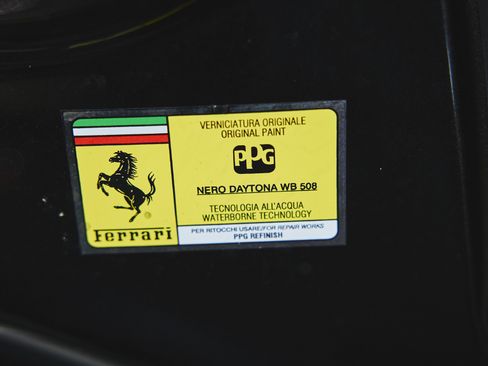 VERNICIATURA ORIGINALE
ORIGINAL PAINT
PPG
NERO DAYTONA WB 508
TECNOLOGIA ALL'ACQUA
WATERBORNE TECHNOLOGY
Ferrari
PER RITOCCHI USARE/FOR REPAIR WORKS
PPG REFINISH